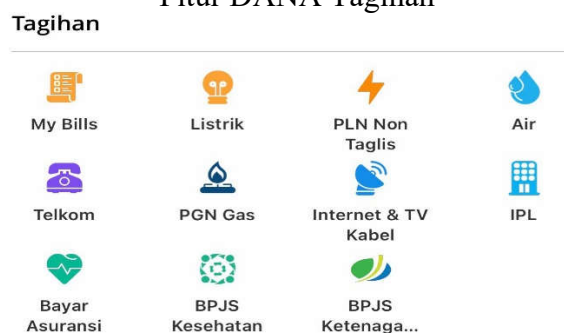 Fitur DANA Tagihan
Tagihan
My Bills
Listrik
PLN Non
Taglis
Air
Telkom
PGN Gas
Internet & TV
Kabel
IPL
Bayar
Asuransi
BPJS
Kesehatan
BPJS
Ketenaga...